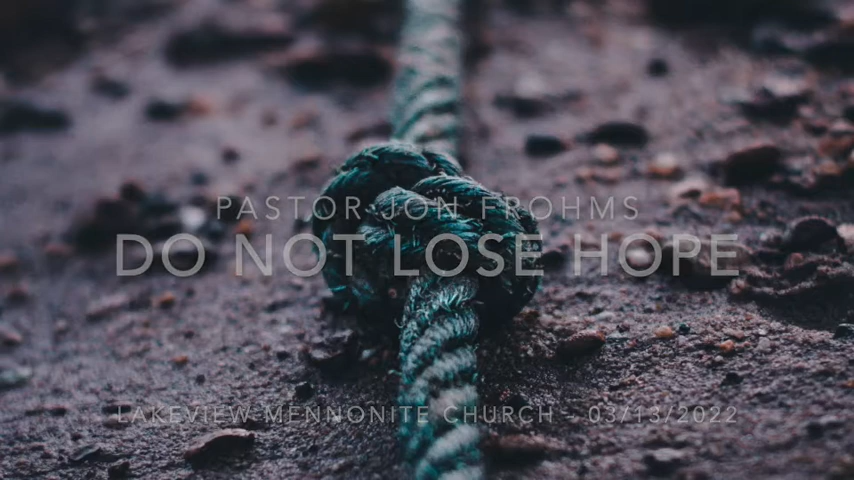 PASTOR JON FROHMS
DO NOT LOSE HOPE
LAKEVIEW MENNONITE CHURCH - 03/13/2022